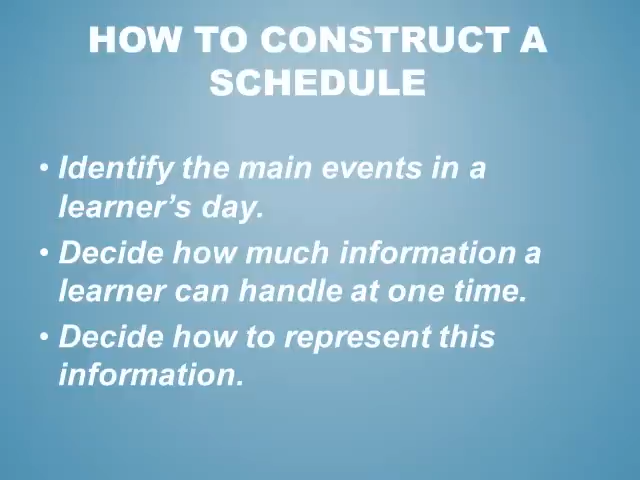 HOW TO CONSTRUCT A
SCHEDULE
• Identify the main events in a
learner’s day.
• Decide how much information a
learner can handle at one time.
• Decide how to represent this
information.